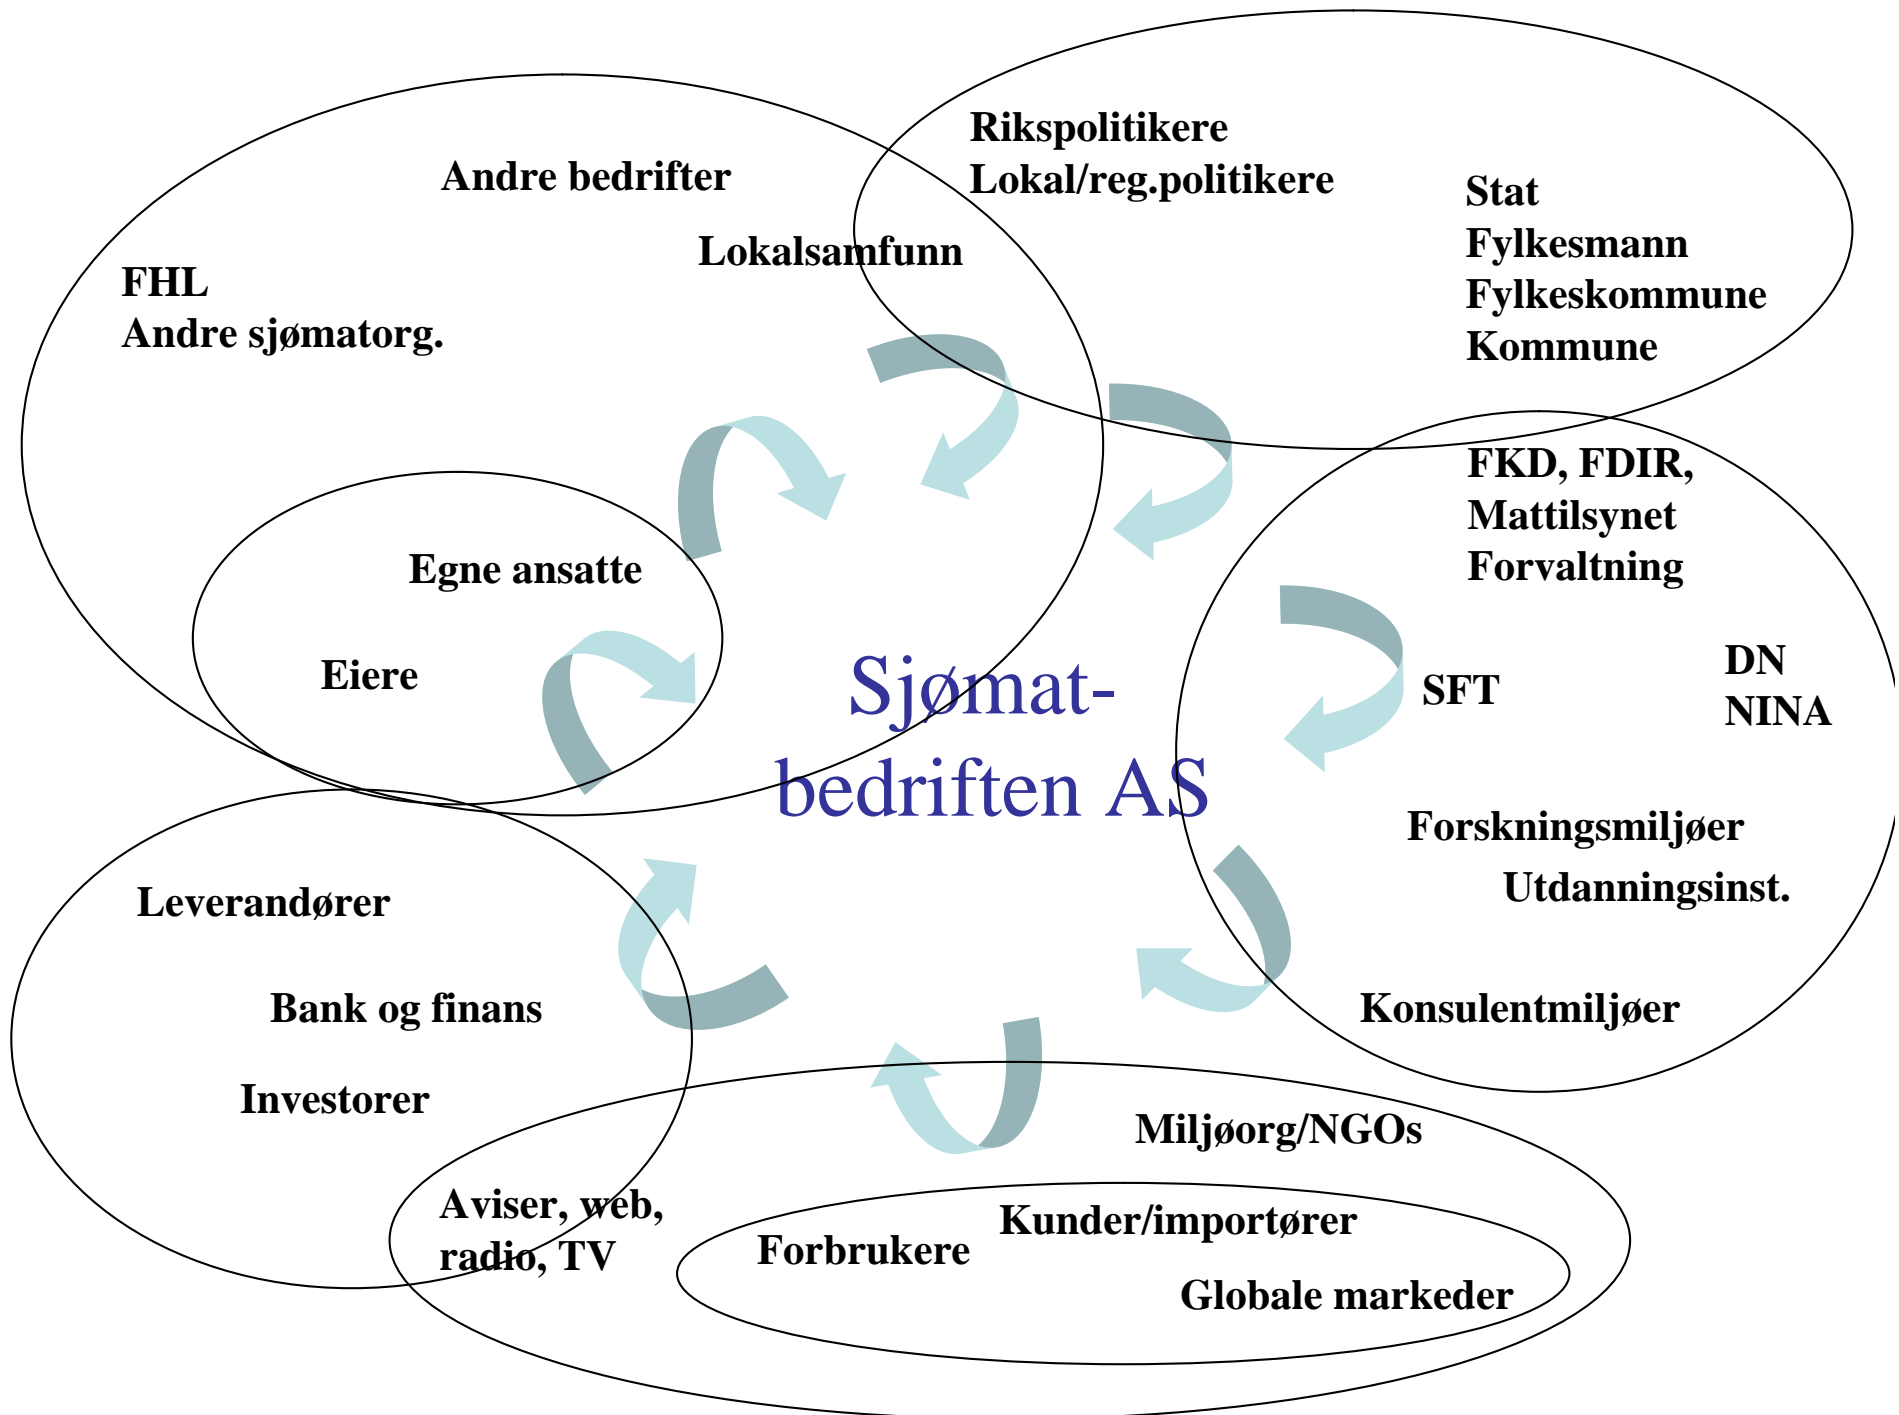 Rikspolitikere
Lokal/reg.politikere
Andre bedrifter
Stat
Fylkesmann
Fylkeskommune
Kommune
Lokalsamfunn
FHL
Andre sjømatorg.
FKD, FDIR,
Mattilsynet
Forvaltning
Egne ansatte
Eiere
Sjømat-
bedriften AS
SFT
DN
NINA
Forskningsmiljøer
Utdanningsinst.
Konsulentmiljøer
Leverandører
Bank og finans
Investorer
Miljøorg/NGOs
Aviser, web,
radio, TV
Kunder/importører
Forbrukere
Globale markeder